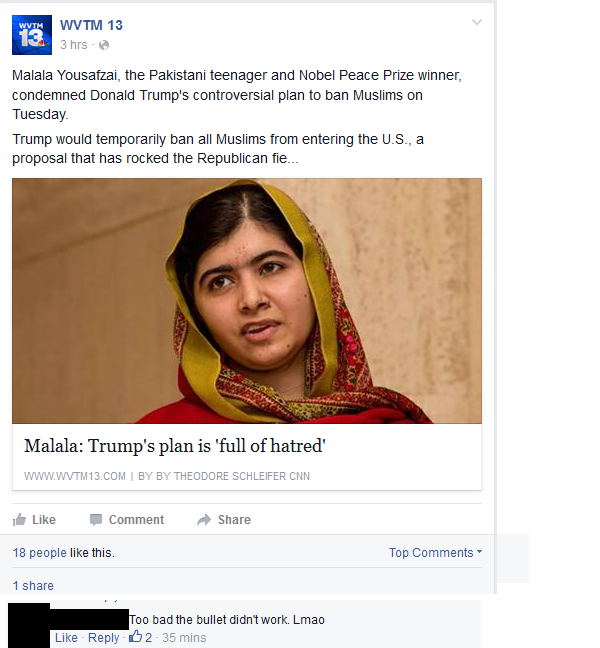 WVTM
13
WVTM 13
3 hrs ·
Malala Yousafzai, the Pakistani teenager and Nobel Peace Prize winner,
condemned Donald Trump's controversial plan to ban Muslims on
Tuesday.
Trump would temporarily ban all Muslims from entering the U.S., a
proposal that has rocked the Republican fie...
Malala: Trump's plan is 'full of hatred'
WWW.WVTM13.COM | BY BY THEODORE SCHLEIFER CNN
Like Comment Share
18 people like this. Top Comments
1 share
Too bad the bullet didn't work. Lmao
Like · Reply · 2 · 35 mins